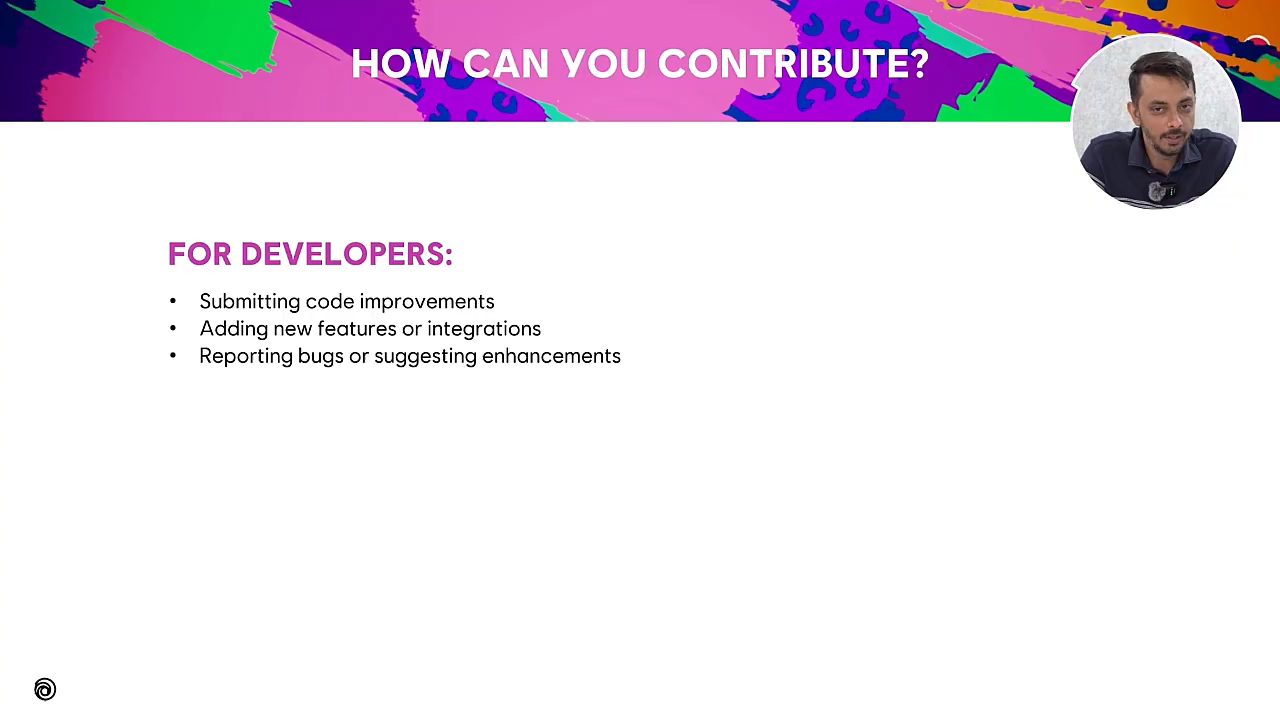 HOW CAN YOU CONTRIBUTE?
FOR DEVELOPERS:
• Submitting code improvements
• Adding new features or integrations
• Reporting bugs or suggesting enhancements